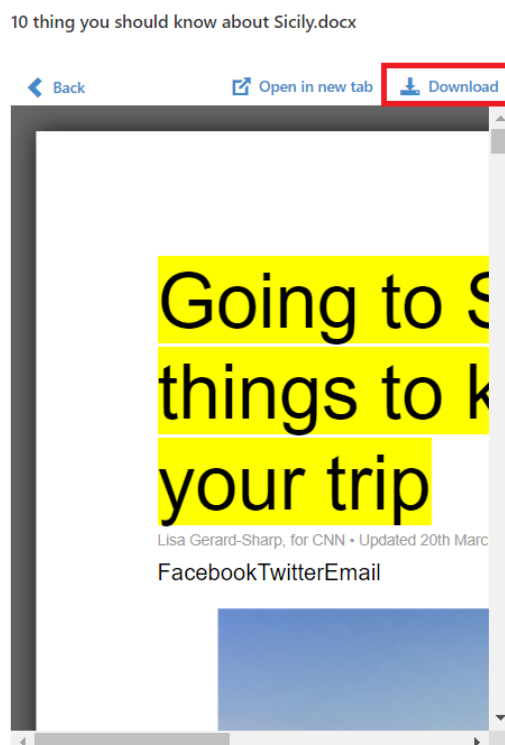 10 thing you should know about Sicily.docx
Back Open in new tab Download
Going to
things to
your trip
Lisa Gerard-Sharp, for CNN • Updated 20th Marc
FacebookTwitterEmail